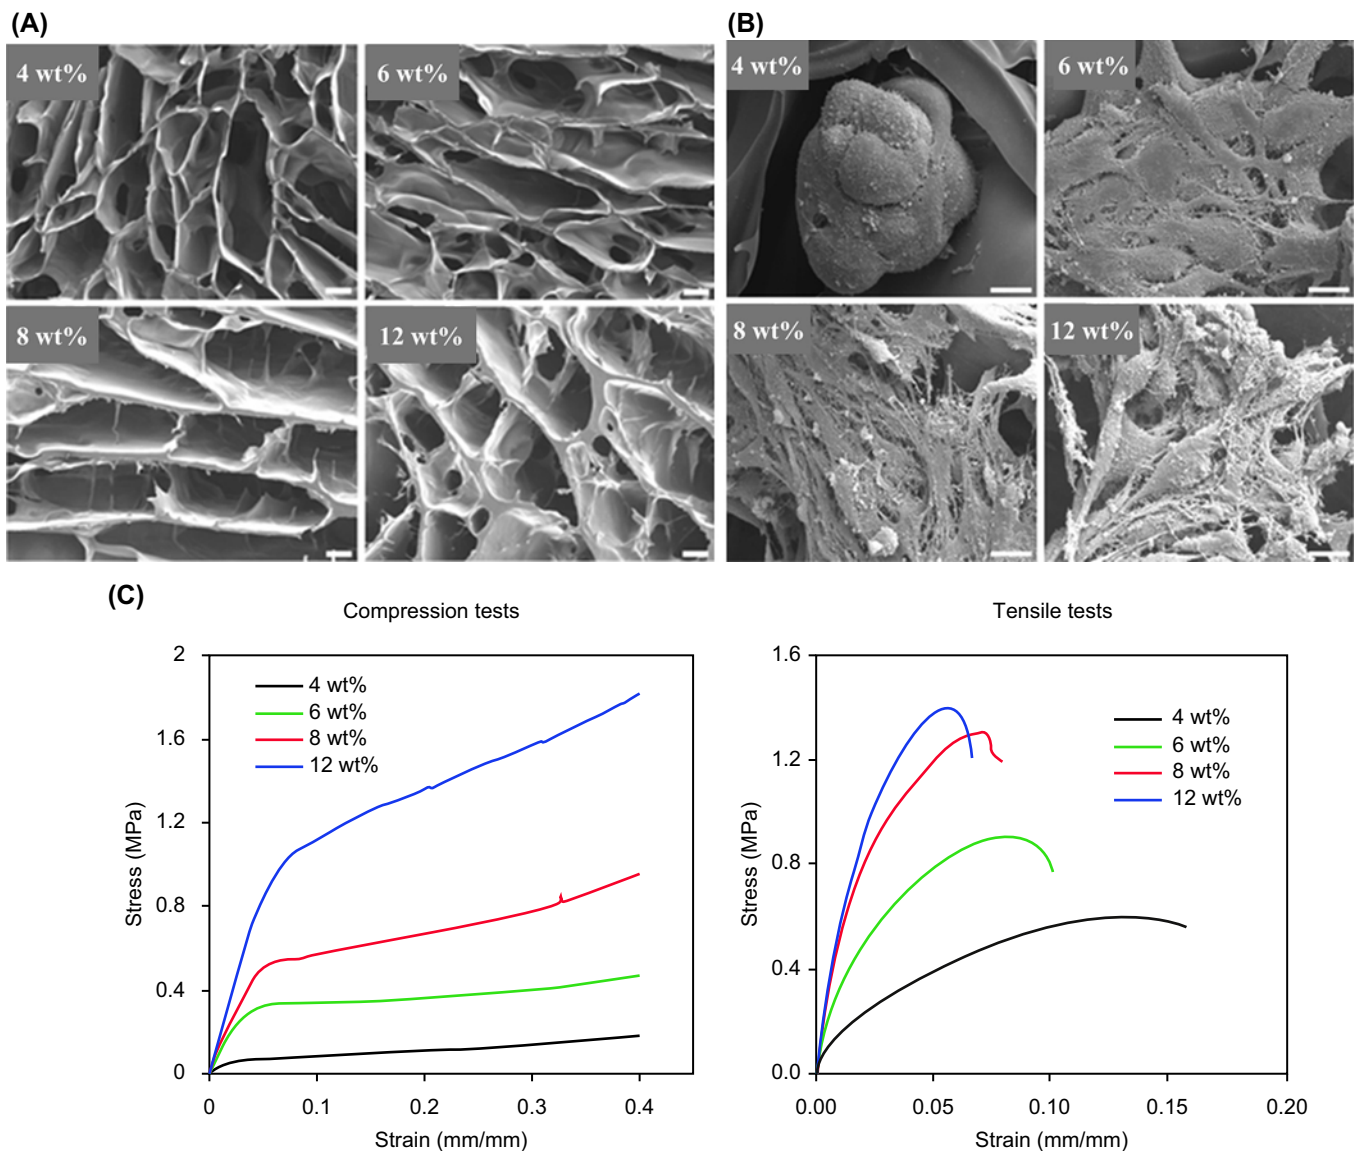 (A)
(B)
4 wt%
6 wt%
4 wt%
6 wt%
8 wt%
12 wt%
8 wt%
12 wt%
(C)
Compression tests
Tensile tests
2
1.6
1.2
0.8
0.4
0
Stress (MPa)
4 wt%
6 wt%
8 wt%
12 wt%
0
0.1
0.2
0.3
0.4
Strain (mm/mm)
1.6
1.2
0.8
0.4
0.0
Stress (MPa)
4 wt%
6 wt%
8 wt%
12 wt%
0.00
0.05
0.10
0.15
0.20
Strain (mm/mm)